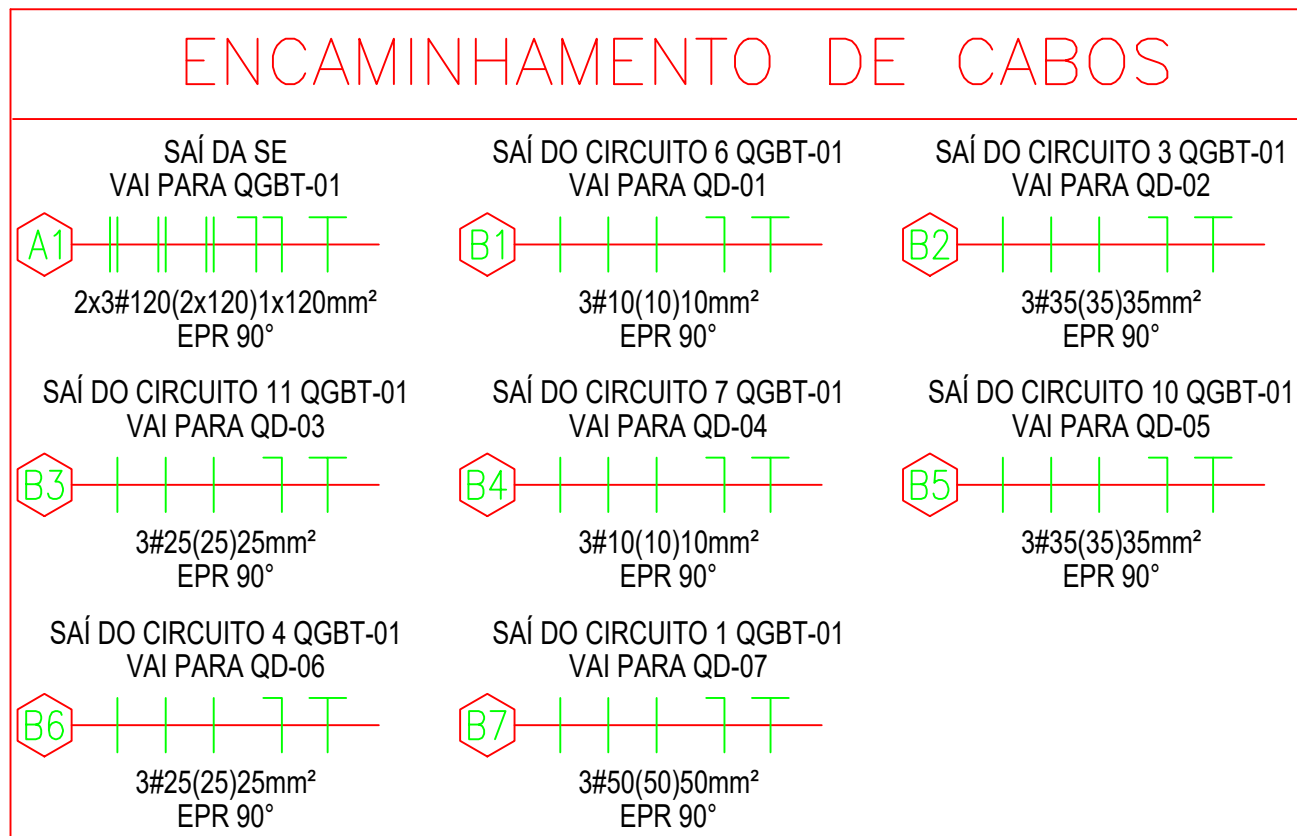 ENCAMINHAMENTO DE CABOS
SAÍ DA SE
VAI PARA QGBT-01
A1
2x3#120(2x120)1x120mm²
EPR 90°
SAÍ DO CIRCUITO 6 QGBT-01
VAI PARA QD-01
B1
3#10(10)10mm²
EPR 90°
SAÍ DO CIRCUITO 3 QGBT-01
VAI PARA QD-02
B2
3#35(35)35mm²
EPR 90°
SAÍ DO CIRCUITO 11 QGBT-01
VAI PARA QD-03
B3
3#25(25)25mm²
EPR 90°
SAÍ DO CIRCUITO 7 QGBT-01
VAI PARA QD-04
B4
3#10(10)10mm²
EPR 90°
SAÍ DO CIRCUITO 10 QGBT-01
VAI PARA QD-05
B5
3#35(35)35mm²
EPR 90°
SAÍ DO CIRCUITO 4 QGBT-01
VAI PARA QD-06
B6
3#25(25)25mm²
EPR 90°
SAÍ DO CIRCUITO 1 QGBT-01
VAI PARA QD-07
B7
3#50(50)50mm²
EPR 90°